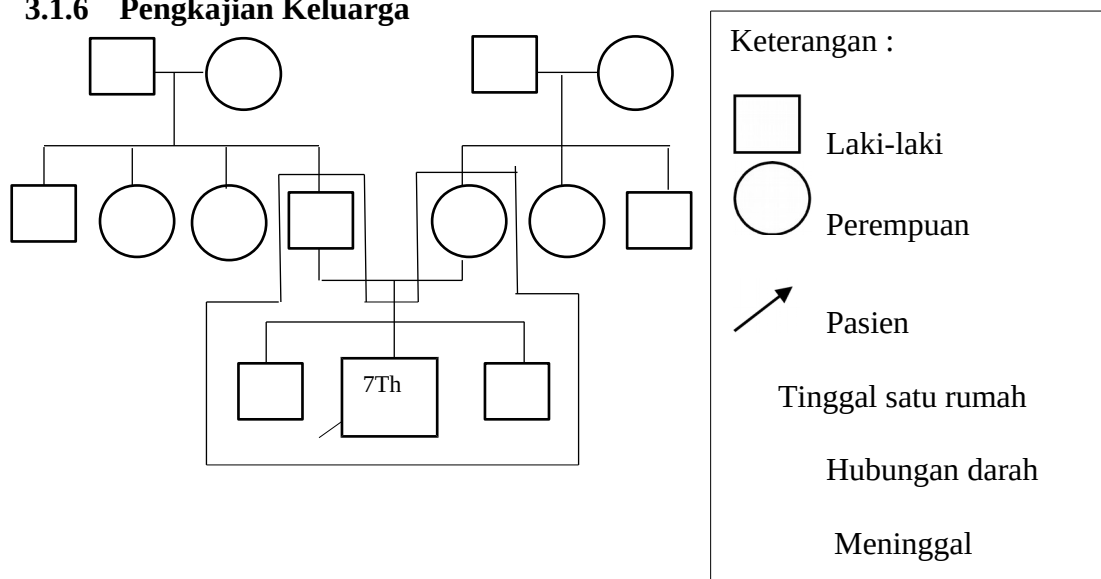 3.1.6 Pengkajian Keluarga
Keterangan :
Laki-laki
Perempuan
Pasien
Tinggal satu rumah
Hubungan darah
Meninggal
7Th